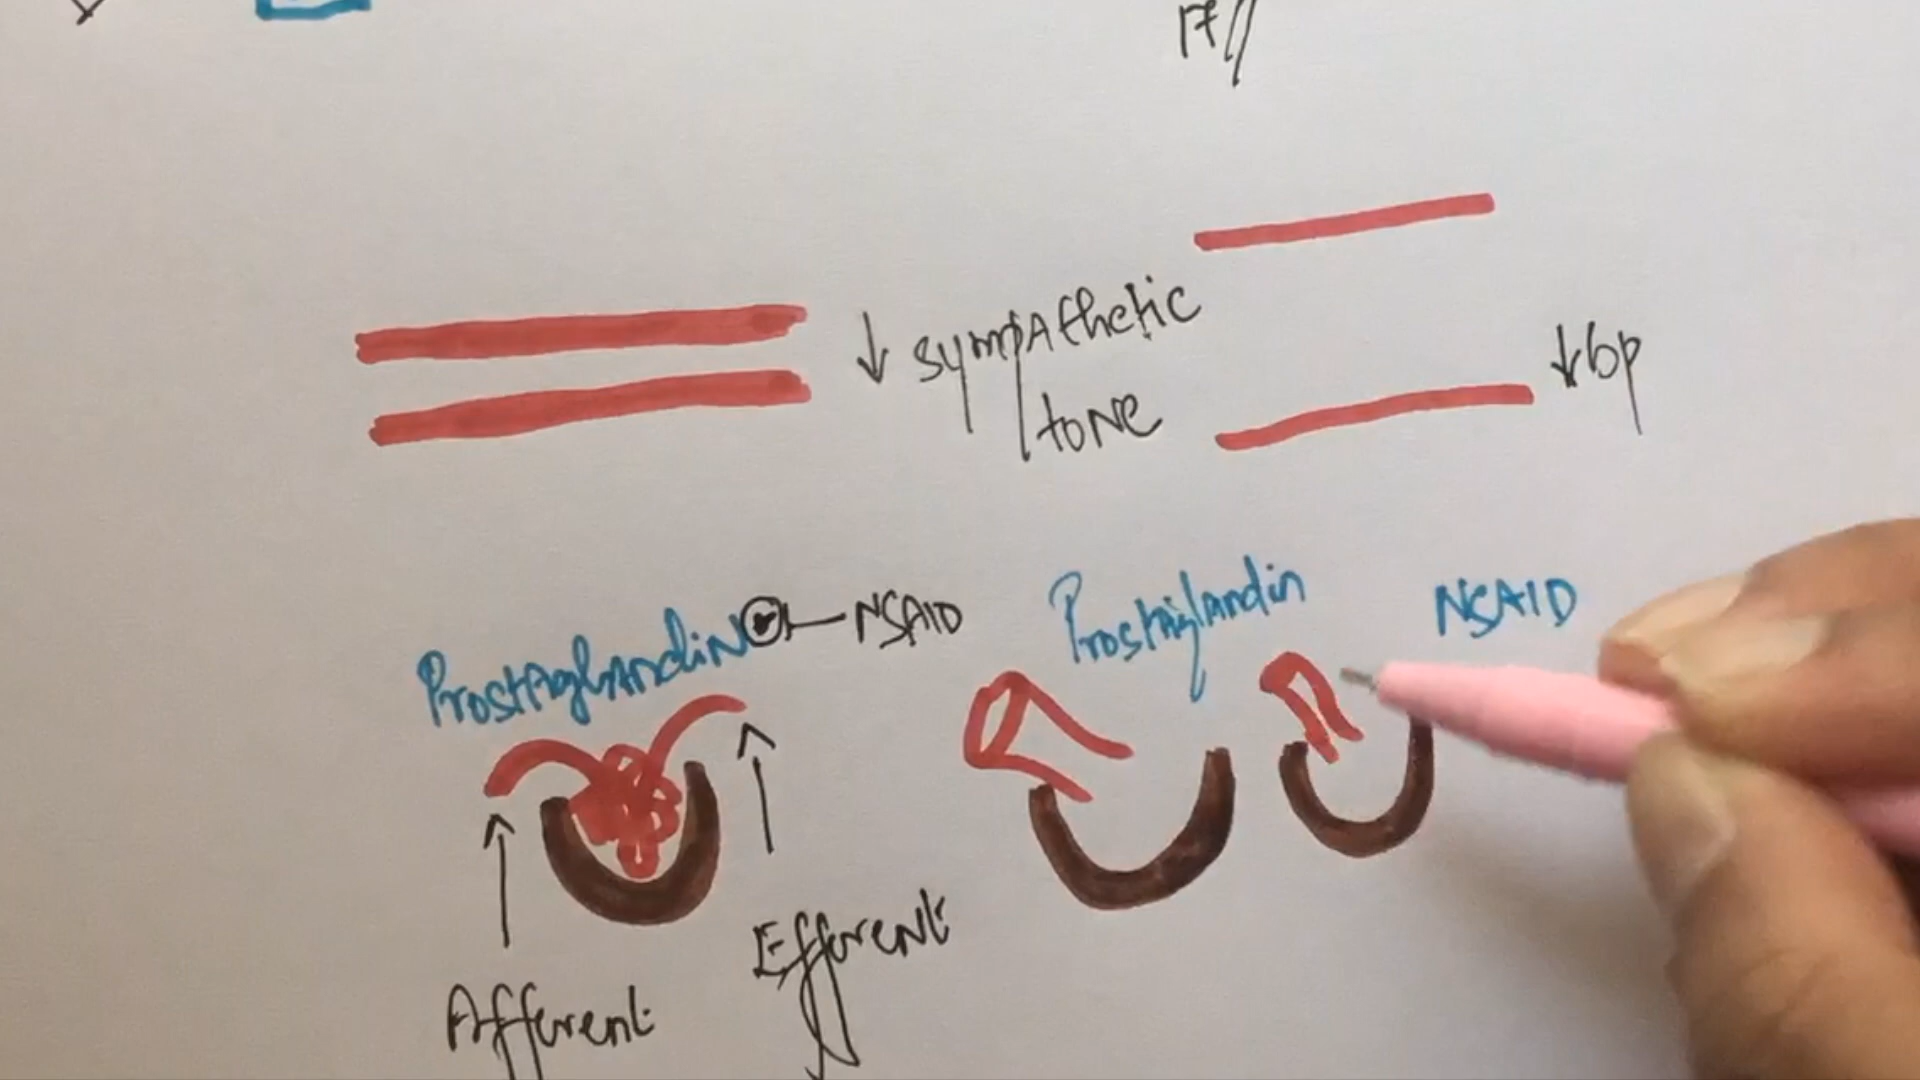 ↓ sympathetic
tone
↓bp
Prostaglandin
NSAID
Prostaglandin
NSAID
Afferent
Efferent